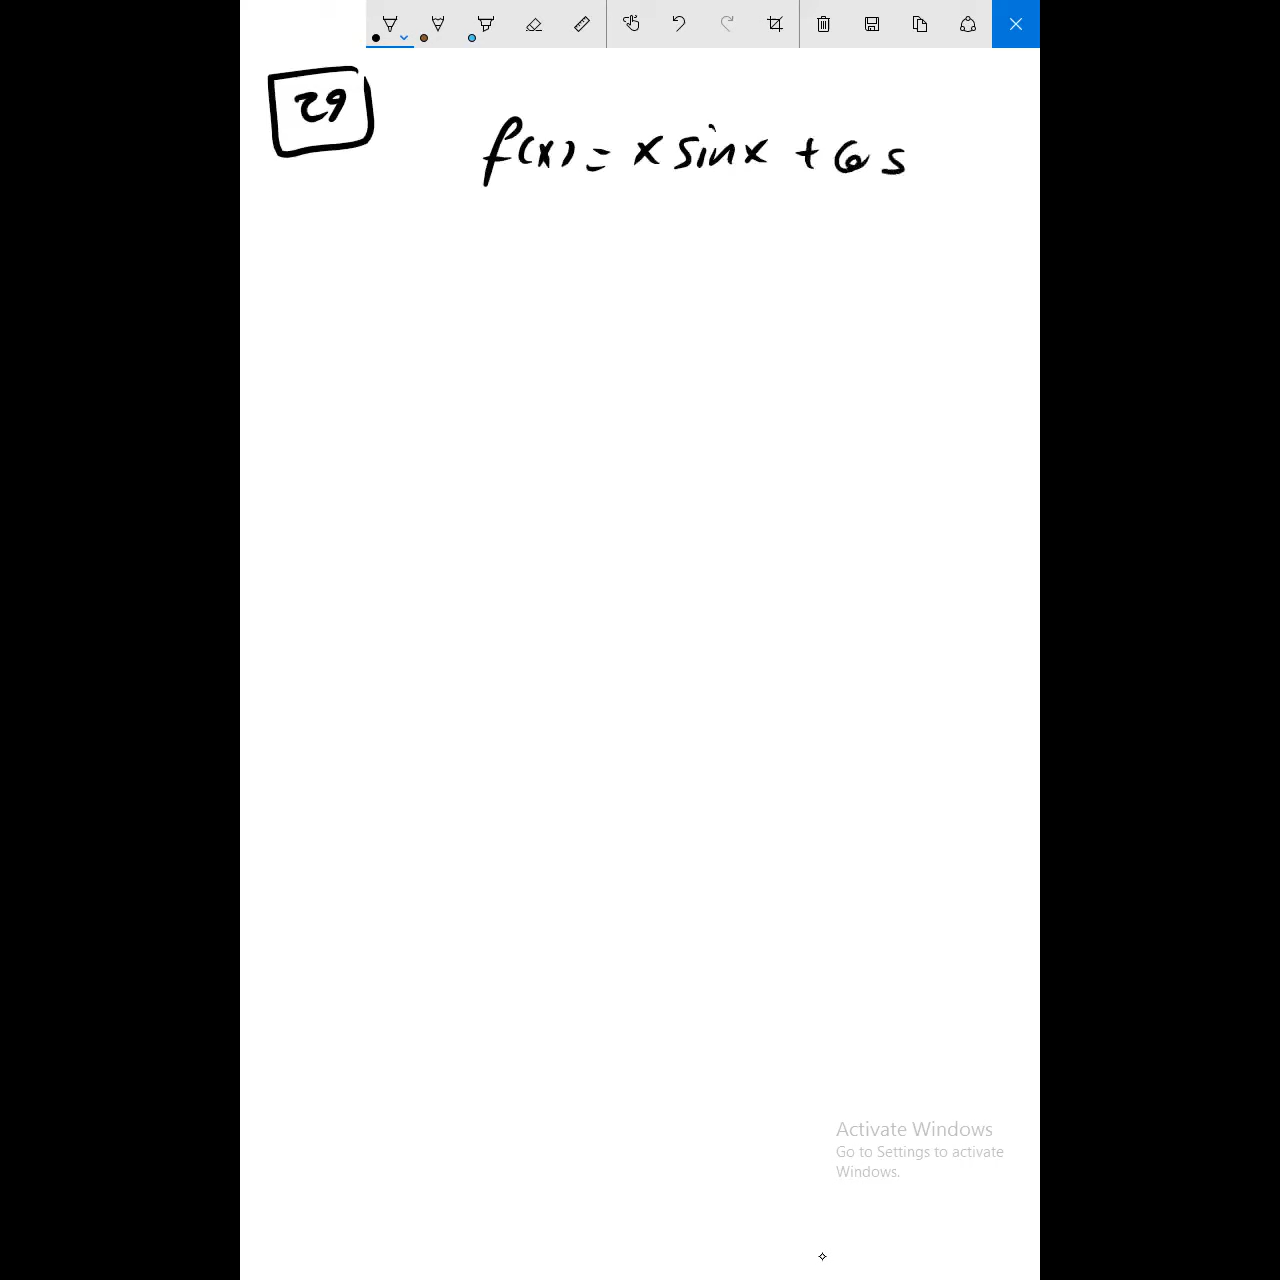 29
f(x) = x sinx + cos
Activate Windows
Go to Settings to activate
Windows.